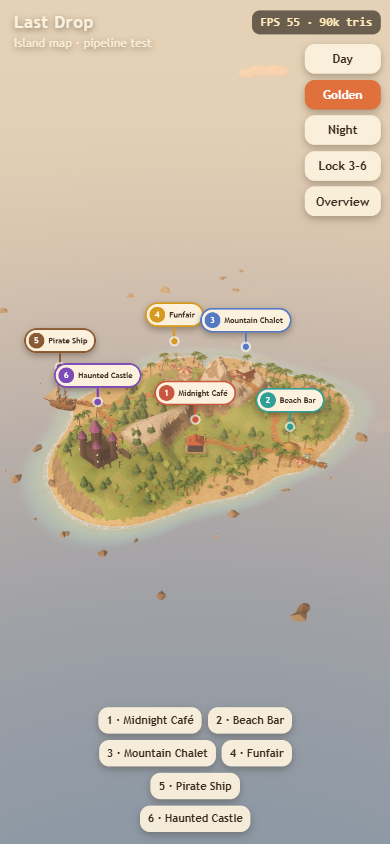 Last Drop
Island map · pipeline test
FPS 55 · 90k tris
Day
Golden
Night
Lock 3-6
Overview
4 Funfair
3 Mountain Chalet
5 Pirate Ship
6 Haunted Castle
1 Midnight Café
2 Beach Bar
1 · Midnight Café
2 · Beach Bar
3 · Mountain Chalet
4 · Funfair
5 · Pirate Ship
6 · Haunted Castle